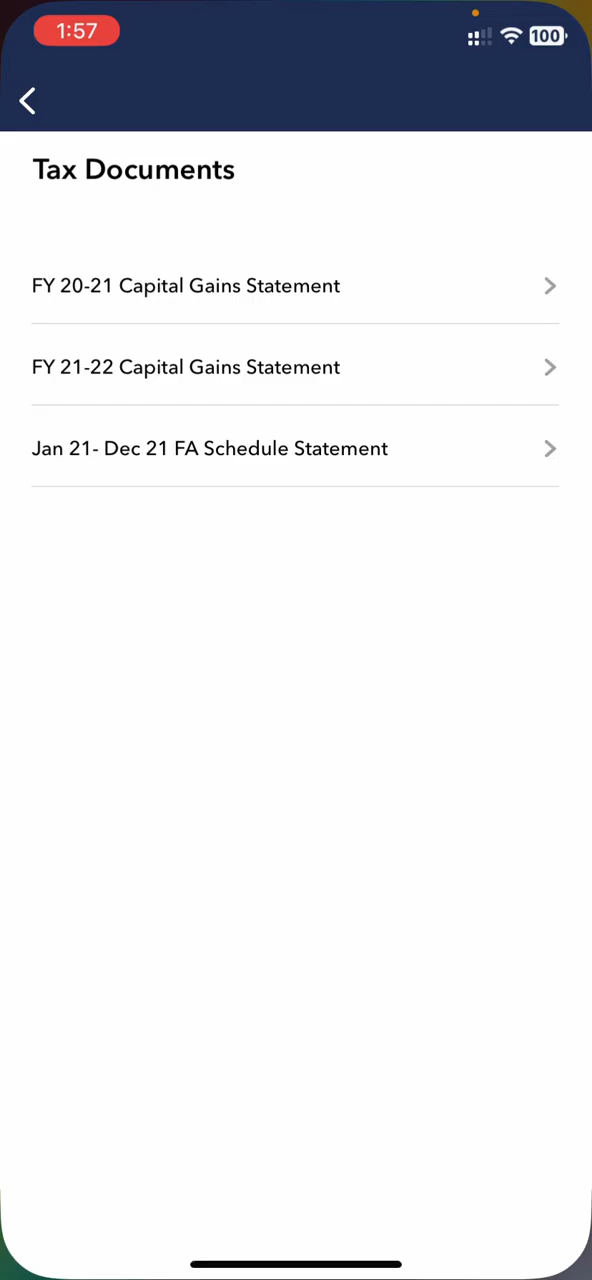 1:57
100
Tax Documents
FY 20-21 Capital Gains Statement
FY 21-22 Capital Gains Statement
Jan 21- Dec 21 FA Schedule Statement